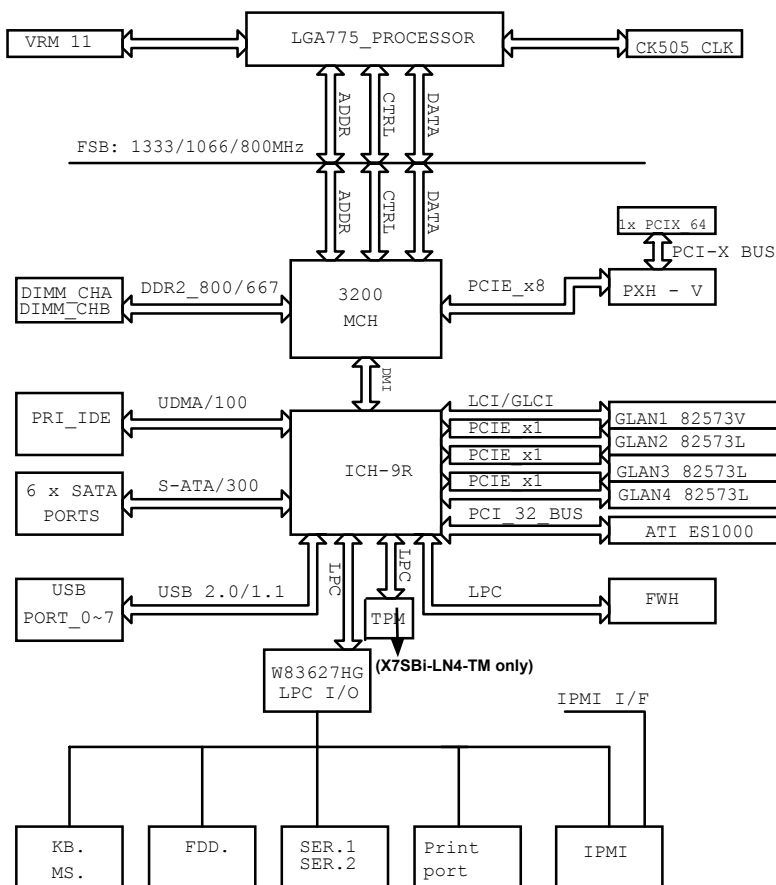 VRM 11
LGA775_PROCESSOR
CK505 CLK
ADDR
CTRL
DATA
FSB: 1333/1066/800MHz
ADDR
CTRL
DATA
1x PCIX_64
PCI-X BUS
DIMM_CHA
DIMM_CHB
DDR2_800/667
3200
MCH
PCIE_x8
PXH - V
DMI
PRI_IDE
UDMA/100
ICH-9R
LCI/GLCI
GLAN1 82573V
PCIE_x1
GLAN2 82573L
PCIE_x1
GLAN3 82573L
PCIE_x1
GLAN4 82573L
6 x SATA
PORTS
S-ATA/300
PCI_32_BUS
ATI ES1000
USB
PORT_0~7
USB 2.0/1.1
LPC
LPC
LPC
FWH
TPM
(X7SBi-LN4-TM only)
W83627HG
LPC I/O
IPMI I/F
KB.
MS.
FDD.
SER.1
SER.2
Print
port
IPMI